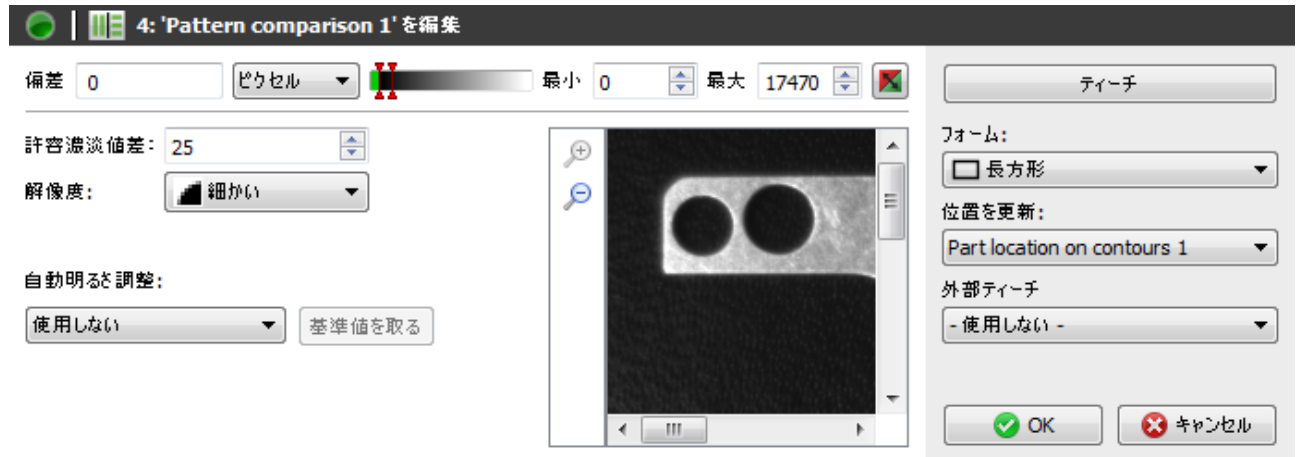 4: 'Pattern comparison 1'を編集
偏差 0 ピクセル 最小 0 最大 17470
ティーチ
許容濃淡値差: 25
解像度: 細かい
自動明るさ調整:
使用しない 基準値を取る
フォーム:
長方形
位置を更新:
Part location on contours 1
外部ティーチ
- 使用しない -
OK キャンセル